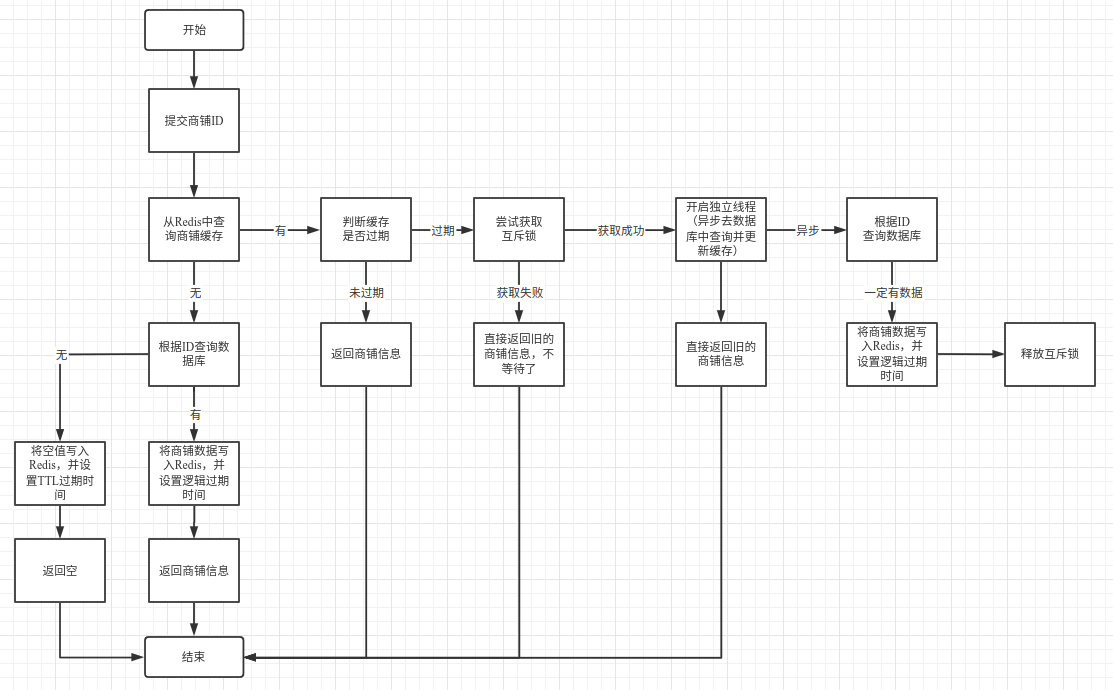 开始
提交商铺ID
从Redis中查
询商铺缓存
有
判断缓存
是否过期
过期
尝试获取
互斥锁
获取成功
开启独立线程
（异步去数据
库中查询并更
新缓存）
异步
根据ID
查询数据库
无
未过期
获取失败
一定有数据
无
根据ID查询数
据库
返回商铺信息
直接返回旧的
商铺信息，不
等待了
直接返回旧的
商铺信息
将商铺数据写
入Redis，并
设置逻辑过期
时间
释放互斥锁
有
将空值写入
Redis，并设
置TTL过期时
间
将商铺数据写
入Redis，并
设置逻辑过期
时间
返回空
返回商铺信息
结束